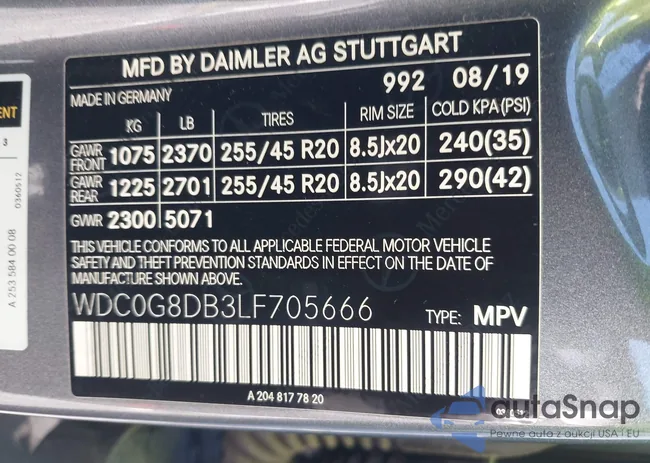 MFD BY DAIMLER AG STUTTGART
992 08/19
MADE IN GERMANY
KG LB TIRES RIM SIZE COLD KPA(PSI)
GAWR FRONT 1075 2370 255/45 R20 8.5Jx20 240(35)
GAWR REAR 1225 2701 255/45 R20 8.5Jx20 290(42)
GVWR 2300 5071
THIS VEHICLE CONFORMS TO ALL APPLICABLE FEDERAL MOTOR VEHICLE
SAFETY AND THEFT PREVENTION STANDARDS IN EFFECT ON THE DATE OF
MANUFACTURE SHOWN ABOVE.
WDC0G8DB3LF705666 TYPE: MPV
A 204 817 78 20
3
0360512
A 253 584 00 08
autoSnap
Pewne auta z aukcji USA i EU